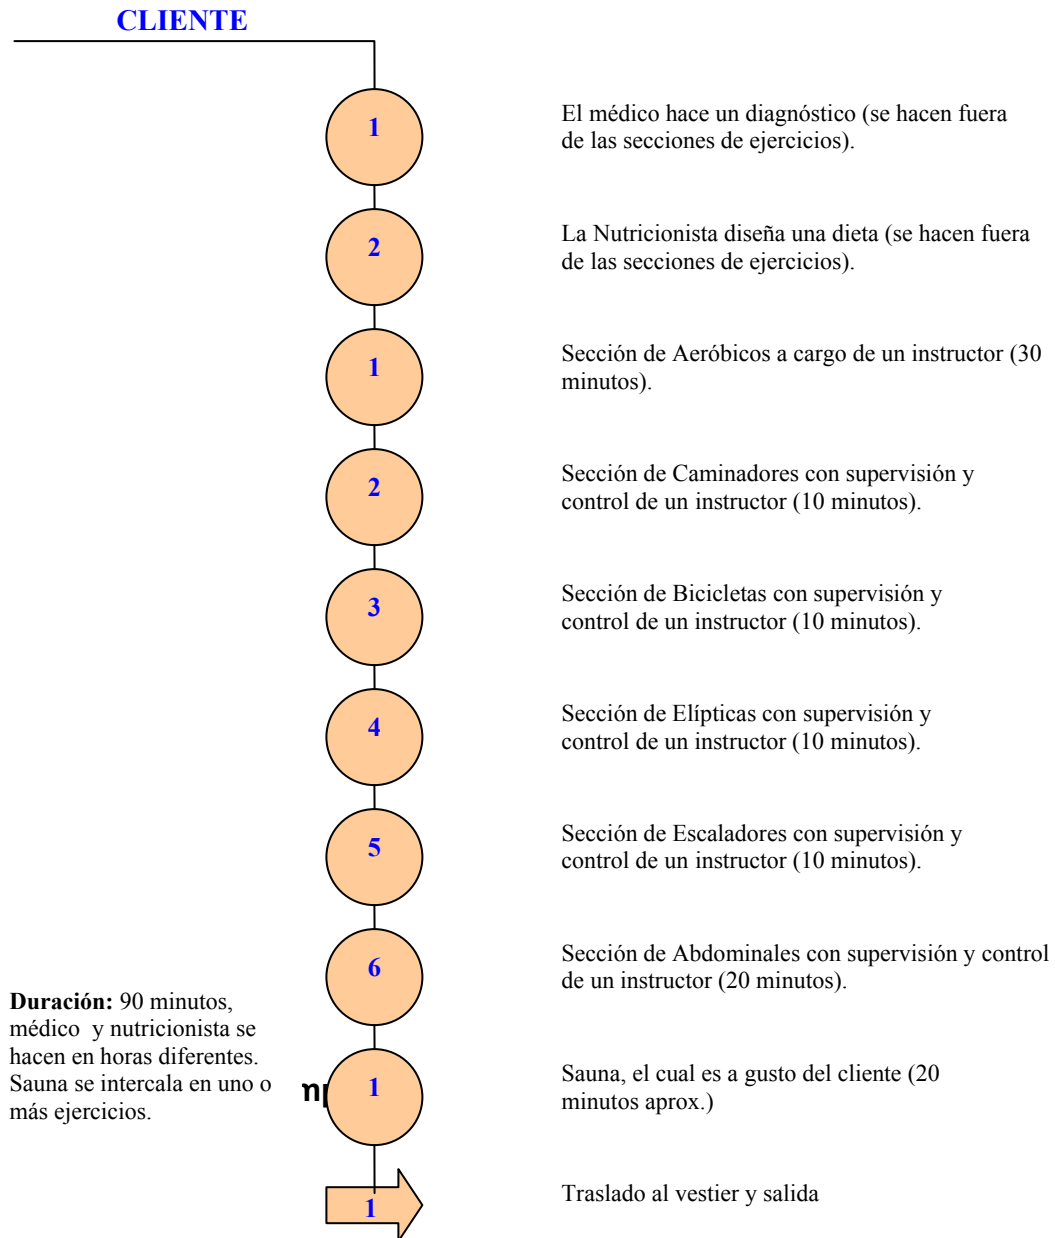 CLIENTE
1
El médico hace un diagnóstico (se hacen fuera
de las secciones de ejercicios).
2
La Nutricionista diseña una dieta (se hacen fuera
de las secciones de ejercicios).
1
Sección de Aeróbicos a cargo de un instructor (30
minutos).
2
Sección de Caminadores con supervisión y
control de un instructor (10 minutos).
3
Sección de Bicicletas con supervisión y
control de un instructor (10 minutos).
4
Sección de Elípticas con supervisión y
control de un instructor (10 minutos).
5
Sección de Escaladores con supervisión y
control de un instructor (10 minutos).
6
Sección de Abdominales con supervisión y control
de un instructor (20 minutos).
Duración: 90 minutos,
médico y nutricionista se
hacen en horas diferentes.
Sauna se intercala en uno o
más ejercicios.
1
Sauna, el cual es a gusto del cliente (20
minutos aprox.)
1
Traslado al vestier y salida